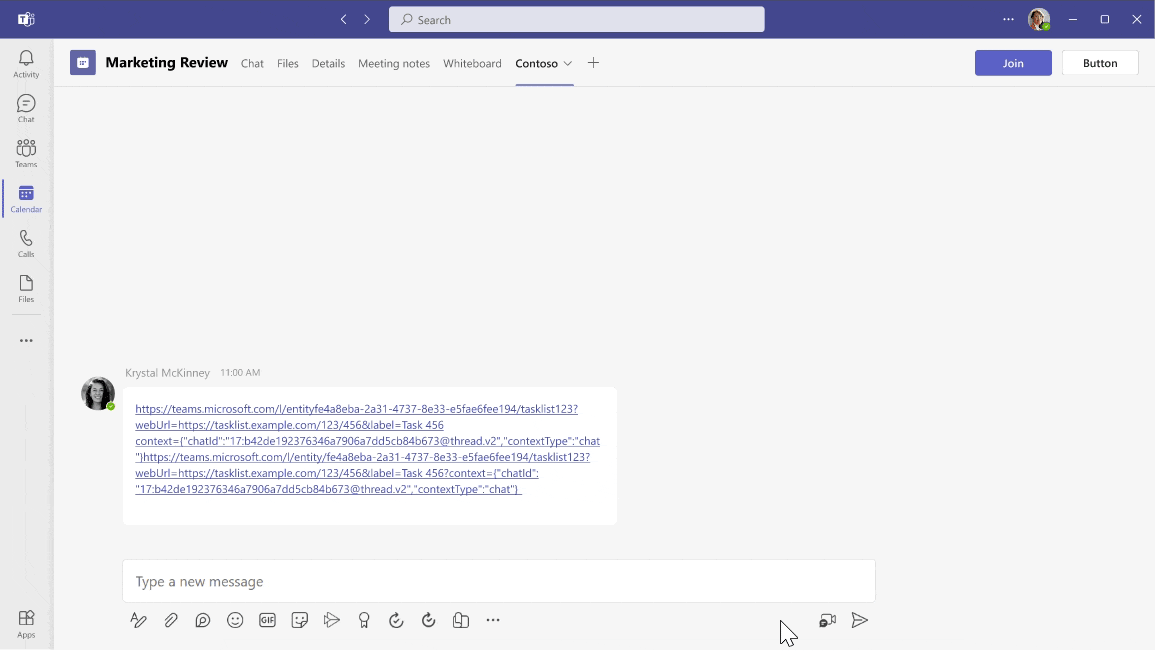 Search
Activity
Chat
Teams
Calendar
Calls
Files
Apps
Marketing Review Chat Files Details Meeting notes Whiteboard Contoso Join Button
Krystal McKinney 11:00 AM
https://teams.microsoft.com/l/entityfe4a8eba-2a31-4737-8e33-e5fae6fee194/tasklist123?
webUrl=https://tasklist.example.com/123/456&label=Task 456
context={"chatId":"17:b42de192376346a7906a7dd5cb84b673@thread.v2","contextType":"chat
"}https://teams.microsoft.com/l/entity/fe4a8eba-2a31-4737-8e33-e5fae6fee194/tasklist123?
webUrl=https://tasklist.example.com/123/456&label=Task 456?context={"chatId":
"17:b42de192376346a7906a7dd5cb84b673@thread.v2","contextType":"chat"}
Type a new message
GIF